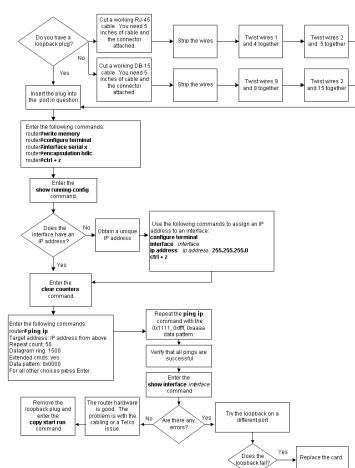 Do you have a
loopback plug?
Cut a working RJ-45
cable. You need 5
inches of cable and
the connector
attached.
Strip the wires
Twist wires 1
and 4 together
Twist wires 2
and 5 together
No
Cut a working DB-15
cable. You need 5
inches of cable and
the connector
attached.
Strip the wires
Twist wires 9
and 8 together
Twist wires 2
and 15 together
Yes
Insert the plug into
the port in question
Enter the following commands:
router#write memory
router#configure terminal
router#interface serial x
router#encapsulation hdlc
router#ctrl + z
Enter the
show running-config
command.
Does the
interface have an
IP address?
No
Obtain a unique
IP address
Use the following commands to assign an IP
address to an interface:
configure terminal
interface interface
ip address ip address 255.255.255.0
ctrl + z
Yes
Enter the
clear counters
command.
Enter the following commands:
router#ping ip
Target address: IP address from above
Repeat count: 50
Datagram ring: 1500
Extended cmds: yes
Data pattern: 0x0000
For all other choices press Enter.
Repeat the ping ip
command with the
0x1111, 0xffff, 0xaaaa
data pattern.
Verify that all pings are
successful
Enter the
show interface interface
command
Are there any
errors?
No
The router hardware
is good. The
problem is with the
cabling or a Telco
issue.
Remove the
loopback plug and
enter the
copy start run
command
Yes
Try the loopback on a
different port
Does the
loopback fail?
Yes
Replace the card.